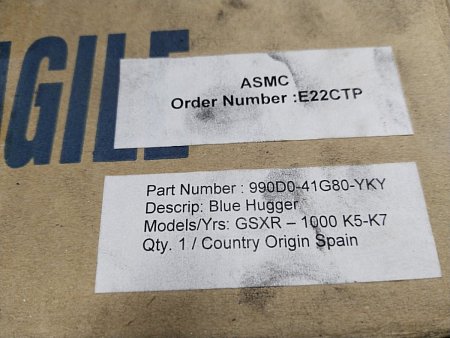 AGILE
ASMC
Order Number :E22CTP
Part Number : 990D0-41G80-YKY
Descrip: Blue Hugger
Models/Yrs: GSXR – 1000 K5-K7
Qty. 1 / Country Origin Spain